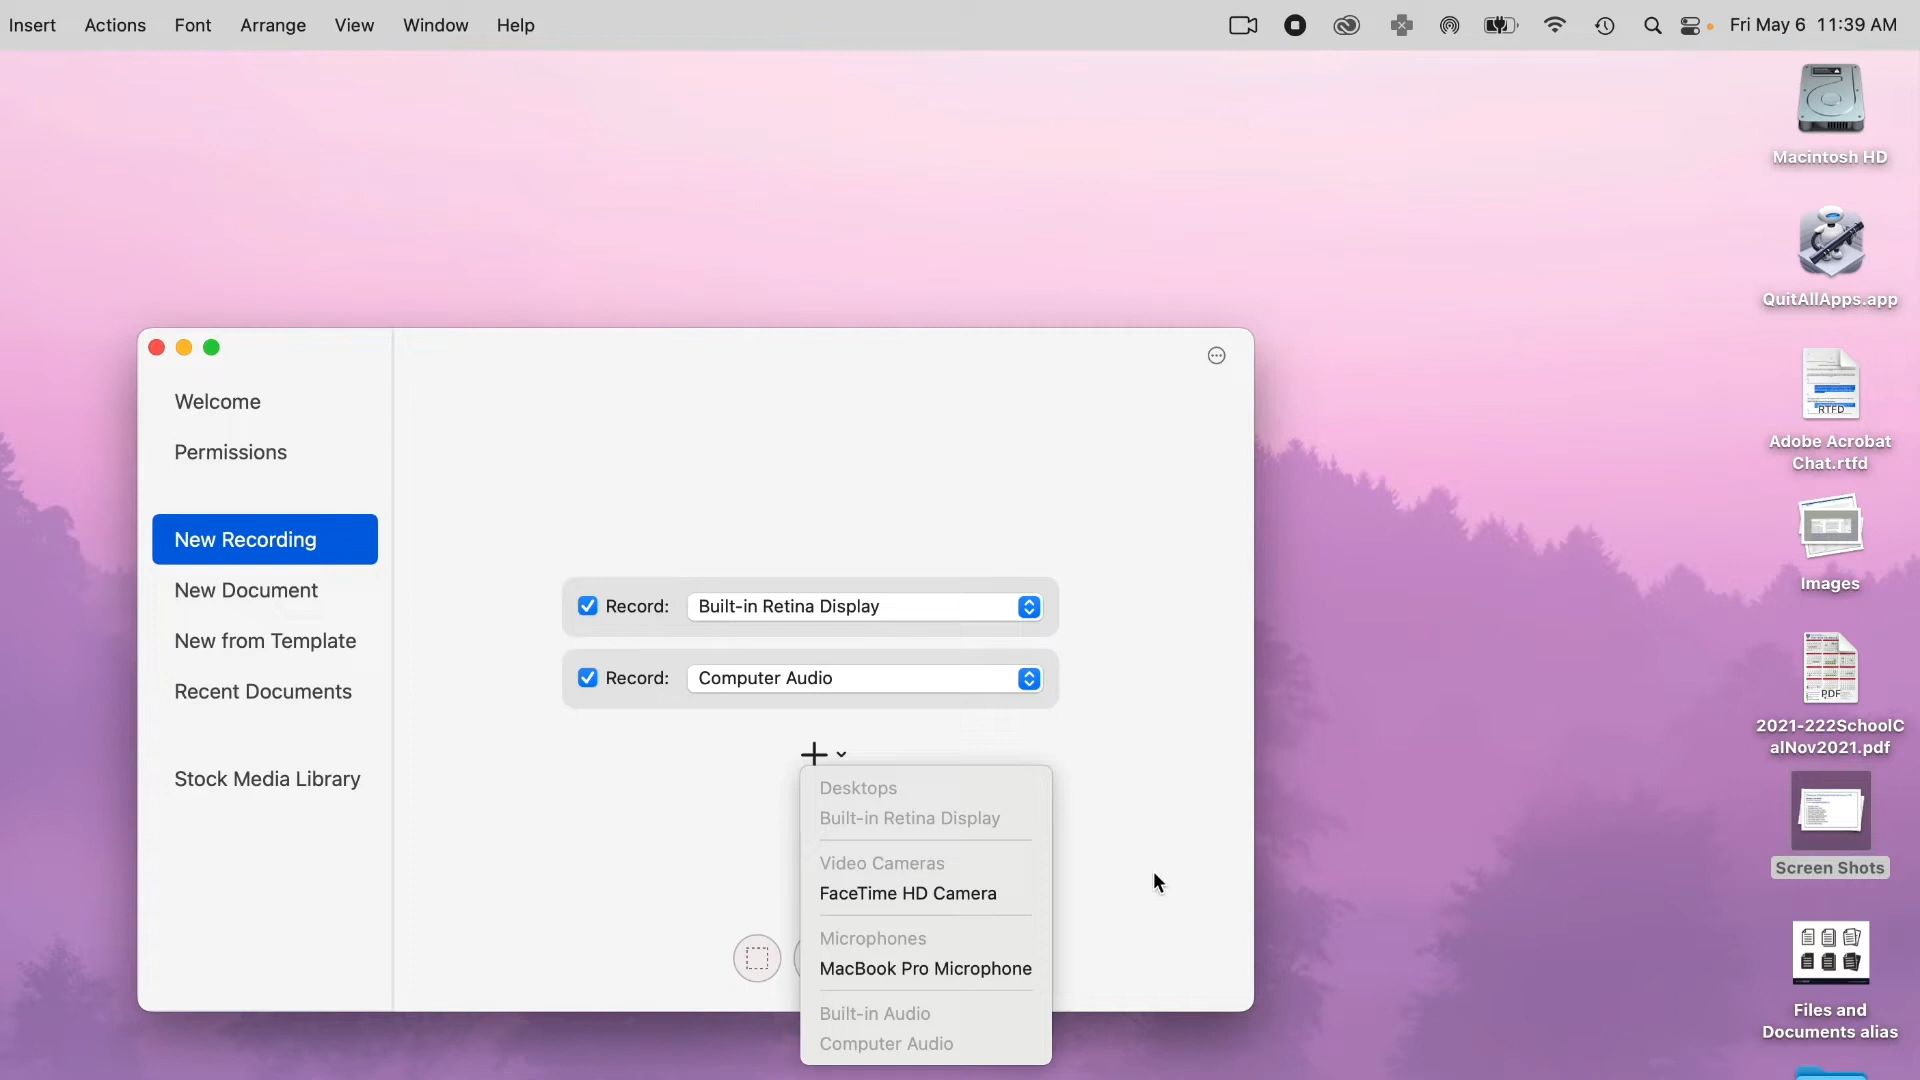 Insert Actions Font Arrange View Window Help Fri May 6 11:39 AM
Macintosh HD
QuitAllApps.app
RTFD
Adobe Acrobat
Chat.rtfd
Images
PDF
2021-222SchoolC
alNov2021.pdf
Screen Shots
Files and
Documents alias
Welcome
Permissions
New Recording
New Document
New from Template
Recent Documents
Stock Media Library
Record: Built-in Retina Display
Record: Computer Audio
Desktops
Built-in Retina Display
Video Cameras
FaceTime HD Camera
Microphones
MacBook Pro Microphone
Built-in Audio
Computer Audio